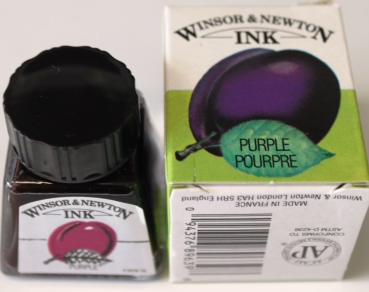 WINSOR & NEWTON
INK
PURPLE
POURPRE
WINSOR & NEWTON
INK
PURPLE
Winsor & Newton London HA3 5RH England
MADE IN FRANCE
CONFORMS TO
ASTM D-4236
AP